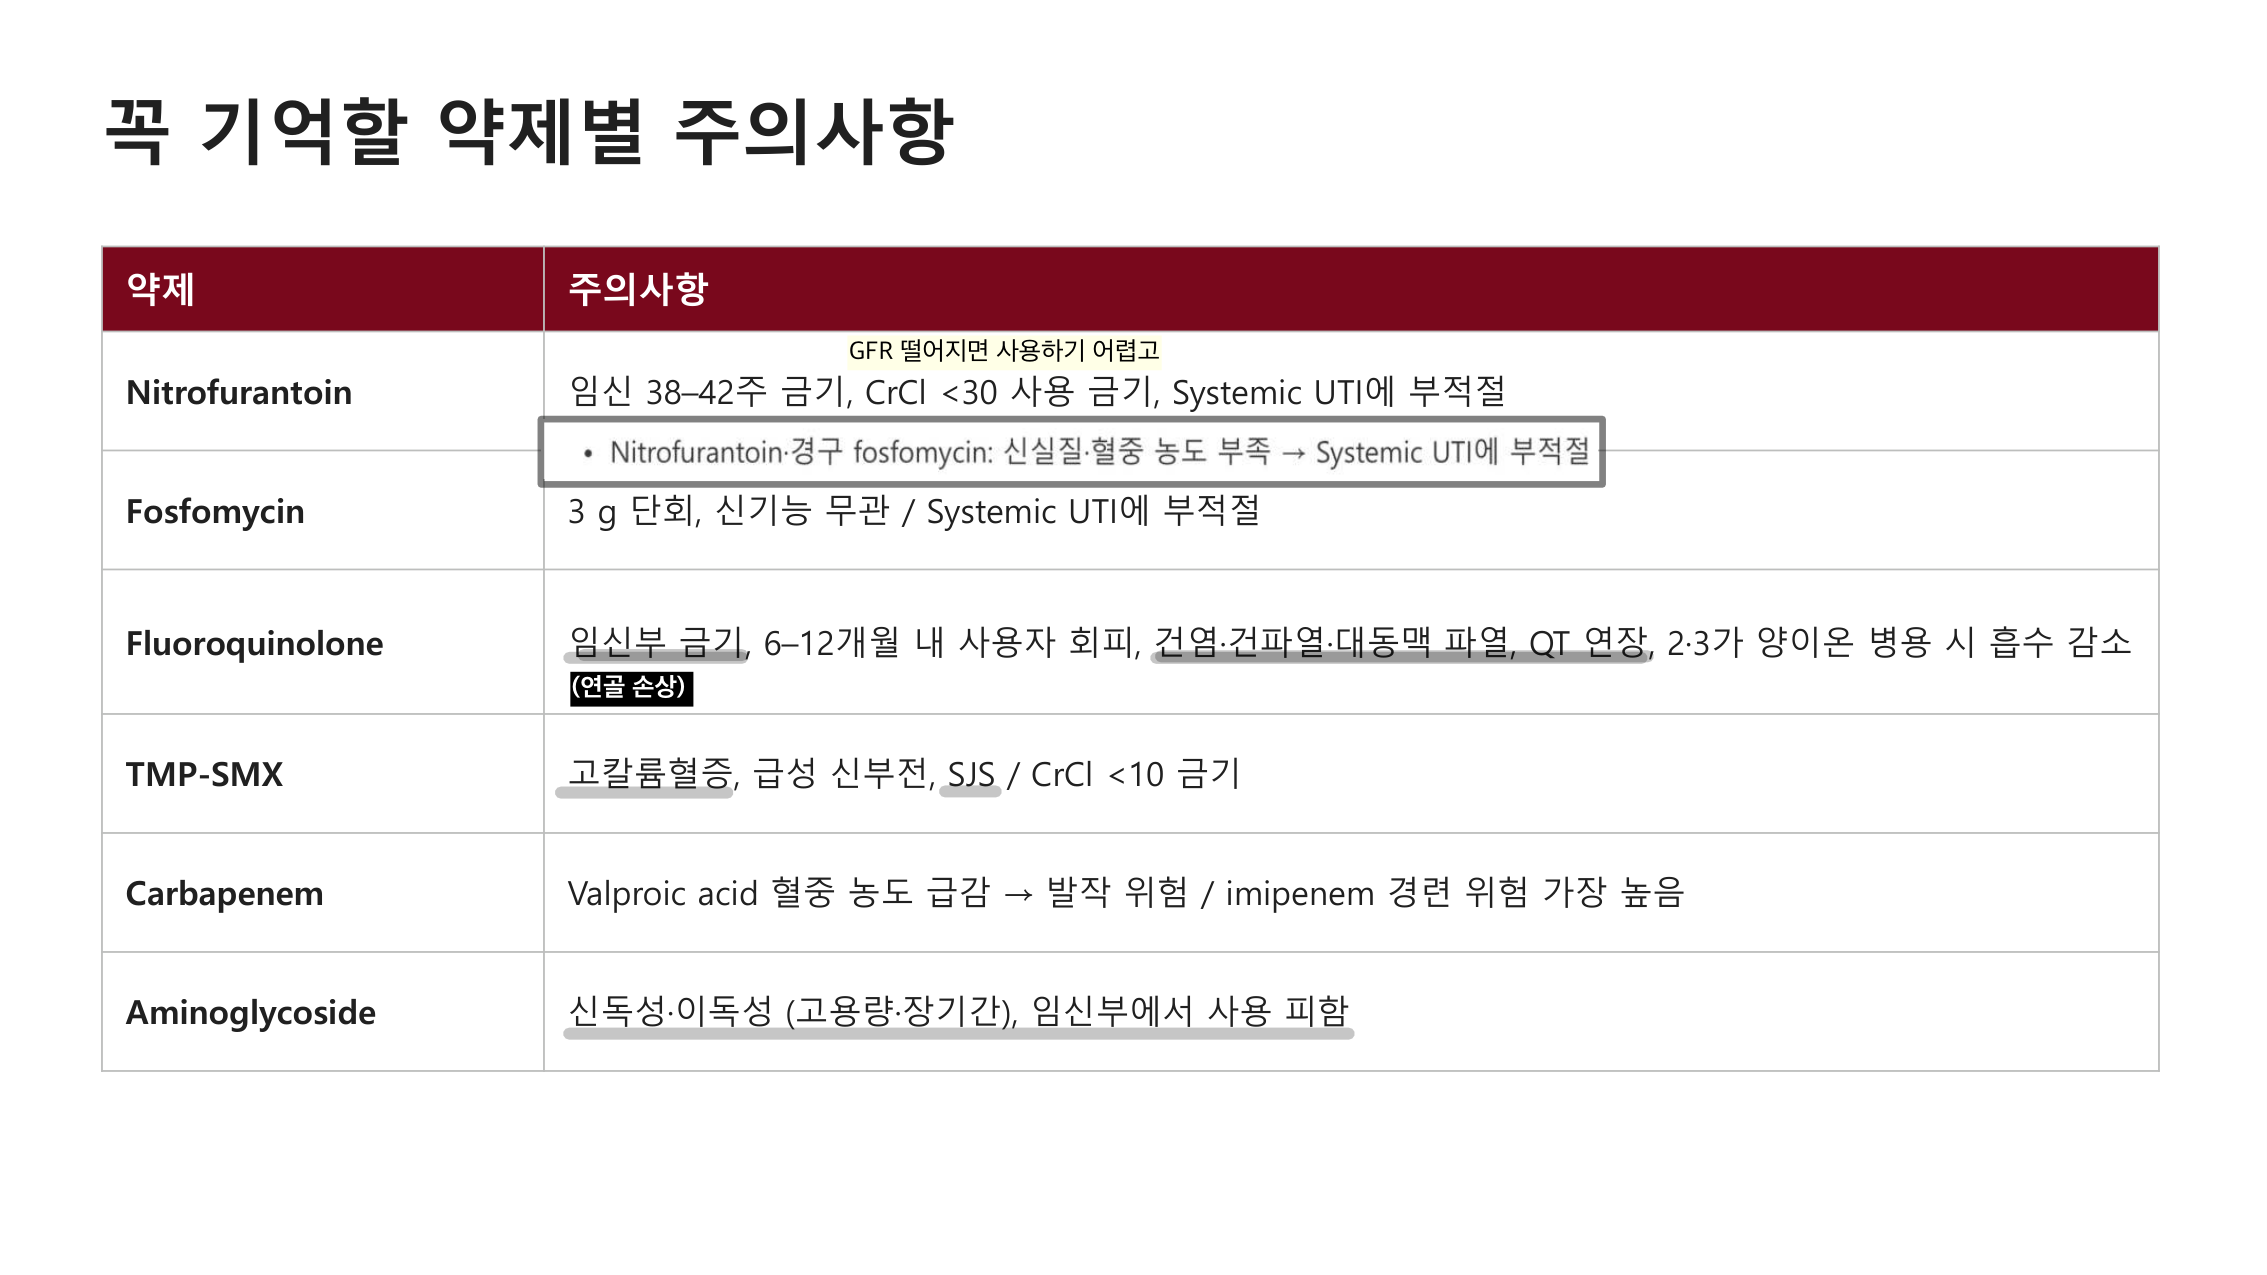 꼭 기억할 약제별 주의사항
약제 주의사항
GFR 떨어지면 사용하기 어렵고
Nitrofurantoin 임신 38–42주 금기, CrCl <30 사용 금기, Systemic UTI에 부적절
• Nitrofurantoin·경구 fosfomycin: 신실질·혈중 농도 부족 → Systemic UTI에 부적절
Fosfomycin 3 g 단회, 신기능 무관 / Systemic UTI에 부적절
Fluoroquinolone 임신부 금기, 6–12개월 내 사용자 회피, 건염·건파열·대동맥 파열, QT 연장, 2·3가 양이온 병용 시 흡수 감소
(연골 손상)
TMP-SMX 고칼륨혈증, 급성 신부전, SJS / CrCl <10 금기
Carbapenem Valproic acid 혈중 농도 급감 → 발작 위험 / imipenem 경련 위험 가장 높음
Aminoglycoside 신독성·이독성 (고용량·장기간), 임신부에서 사용 피함